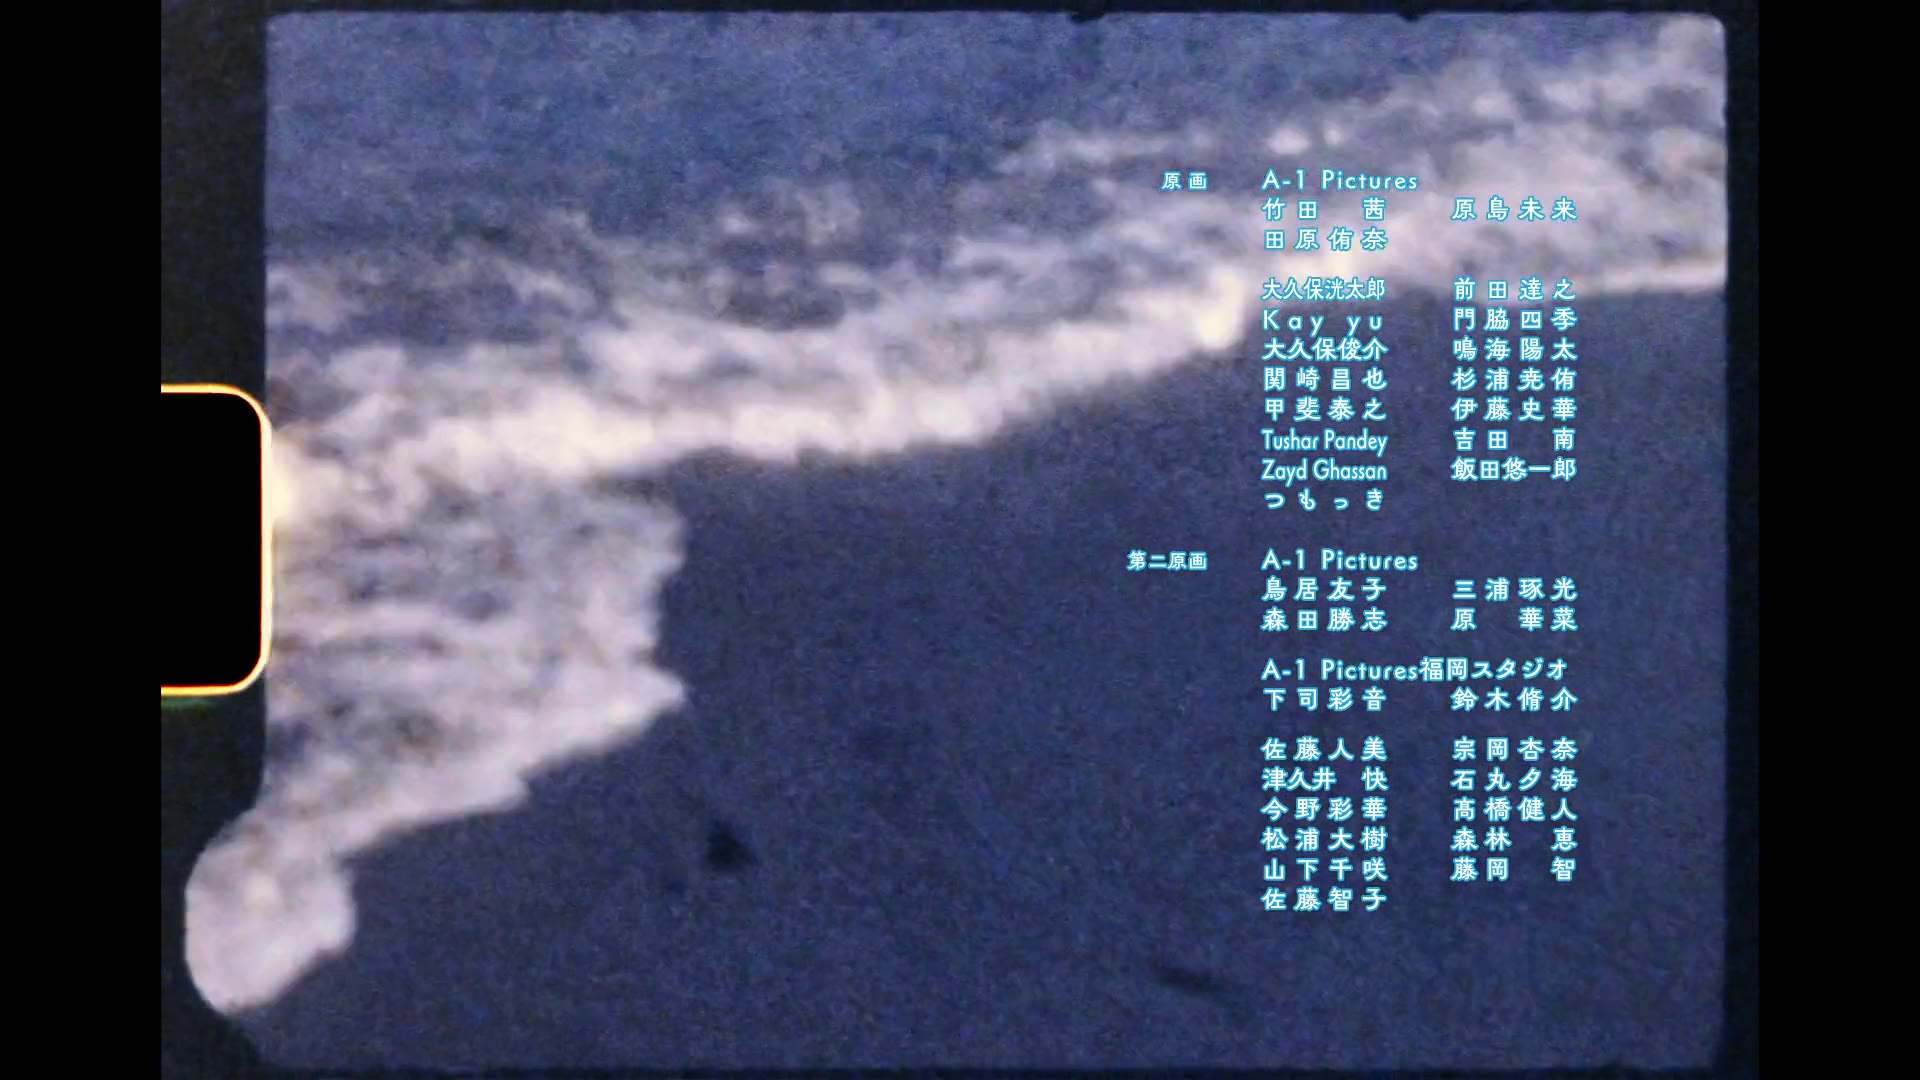 原画 A-1 Pictures
竹田 茜 原島未来
田原侑奈
大久保洸太郎 前田達之
Kay yu 門脇四季
大久保俊介 鳴海陽太
関崎昌也 杉浦尭侑
甲斐泰之 伊藤史華
Tushar Pandey 吉田 南
Zayd Ghassan 飯田悠一郎
つもっき
第二原画 A-1 Pictures
鳥居友子 三浦琢光
森田勝志 原 華菜
A-1 Pictures福岡スタジオ
下司彩音 鈴木脩介
佐藤人美 宗岡杏奈
津久井 快 石丸夕海
今野彩華 髙橋健人
松浦大樹 森林 恵
山下千咲 藤岡 智
佐藤智子